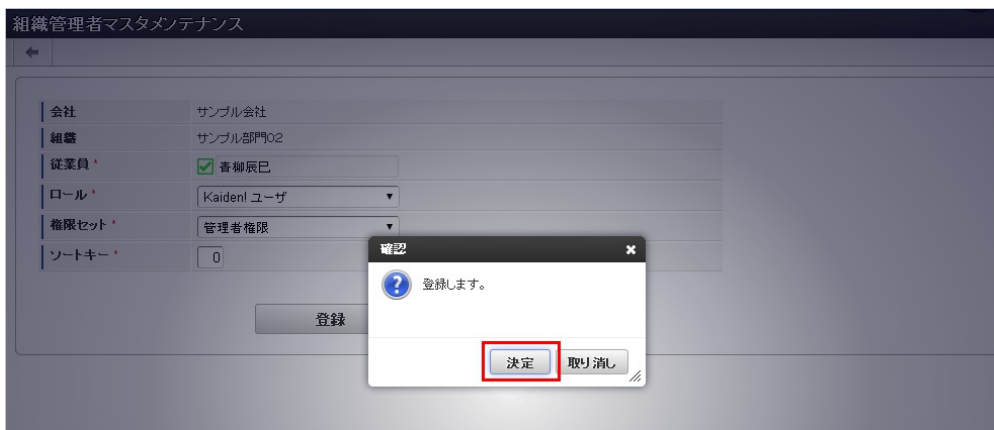 組織管理者マスタメンテナンス
会社 サンプル会社
組織 サンプル部門02
従業員 * 青柳辰巳
ロール * Kaiden! ユーザ
権限セット * 管理者権限
ソートキー * 0
登録
確認
登録します。
決定 取り消し